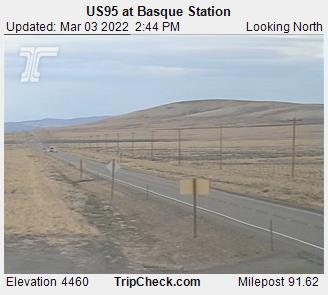 US95 at Basque Station
Updated: Mar 03 2022 2:44 PM Looking North
Elevation 4460 TripCheck.com Milepost 91.62